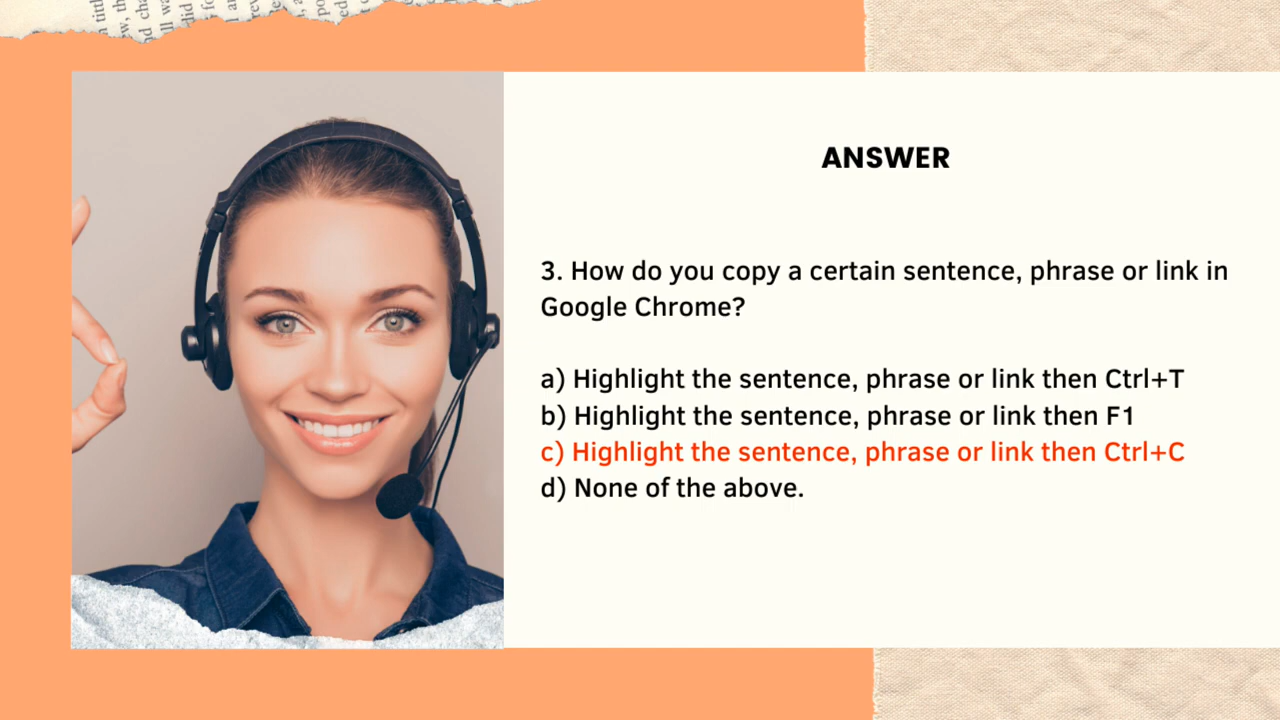 ANSWER
3. How do you copy a certain sentence, phrase or link in
Google Chrome?
a) Highlight the sentence, phrase or link then Ctrl+T
b) Highlight the sentence, phrase or link then F1
c) Highlight the sentence, phrase or link then Ctrl+C
d) None of the above.